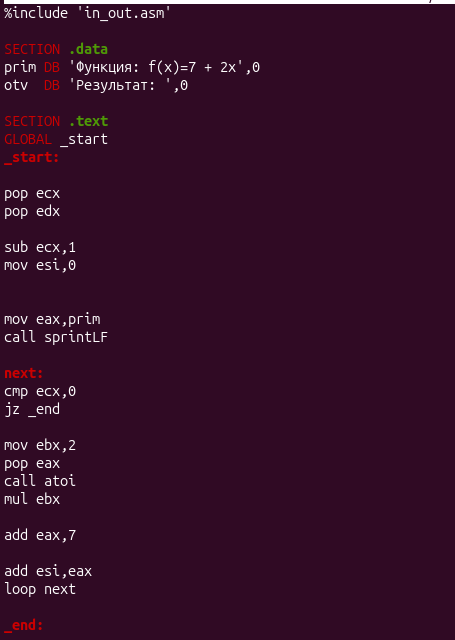 %include 'in_out.asm'
SECTION .data
prim DB 'Функция: f(x)=7 + 2x',0
otv  DB 'Результат: ',0
SECTION .text
GLOBAL _start
_start:
pop ecx
pop edx
sub ecx,1
mov esi,0
mov eax,prim
call sprintLF
next:
cmp ecx,0
jz _end
mov ebx,2
pop eax
call atoi
mul ebx
add eax,7
add esi,eax
loop next
_end: